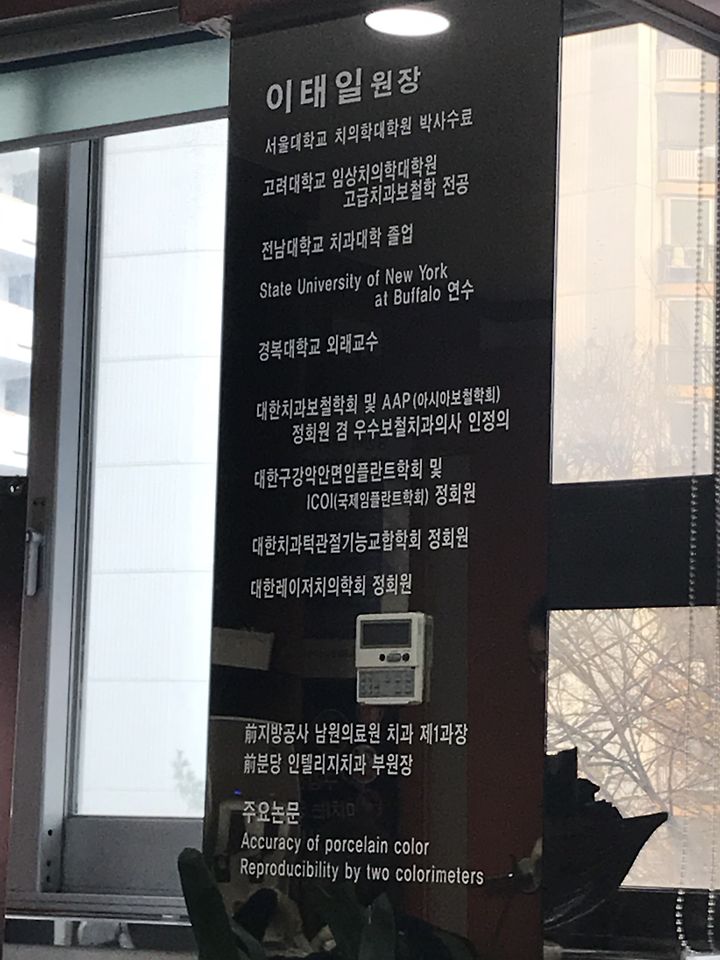 이태일 원장
서울대학교 치의학대학원 박사수료
고려대학교 임상치의학대학원
고급치과보철학 전공
전남대학교 치과대학 졸업
State University of New York
at Buffalo 연수
경복대학교 외래교수
대한치과보철학회 및 AAP(아시아보철학회)
정회원 겸 우수보철치과의사 인정의
대한구강악안면임플란트학회 및
ICOI(국제임플란트학회) 정회원
대한치과턱관절기능교합학회 정회원
대한레이저치의학회 정회원
前지방공사 남원의료원 치과 제1과장
前분당 인텔리지치과 부원장
주요논문
Accuracy of porcelain color
Reproducibility by two colorimeters